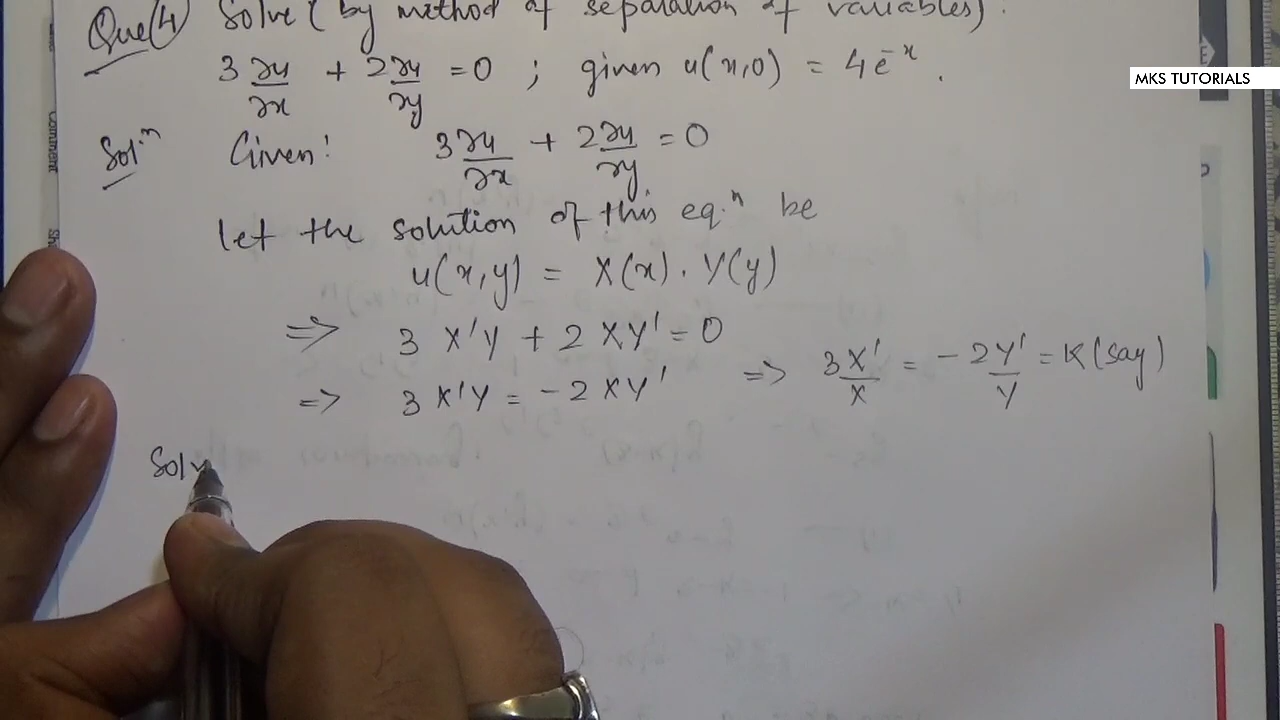 Que(4) Solve (by method of separation of variables).
3 ∂u/∂x + 2 ∂u/∂y = 0 ; given u(x,0) = 4e⁻ˣ .
MKS TUTORIALS
Solⁿ Given: 3 ∂u/∂x + 2 ∂u/∂y = 0
let the solution of this eq.ⁿ be
u(x,y) = X(x) . Y(y)
=> 3 X'Y + 2 XY' = 0
=> 3 X'Y = -2 XY' => 3X'/X = -2Y'/Y = K (say)
Solv